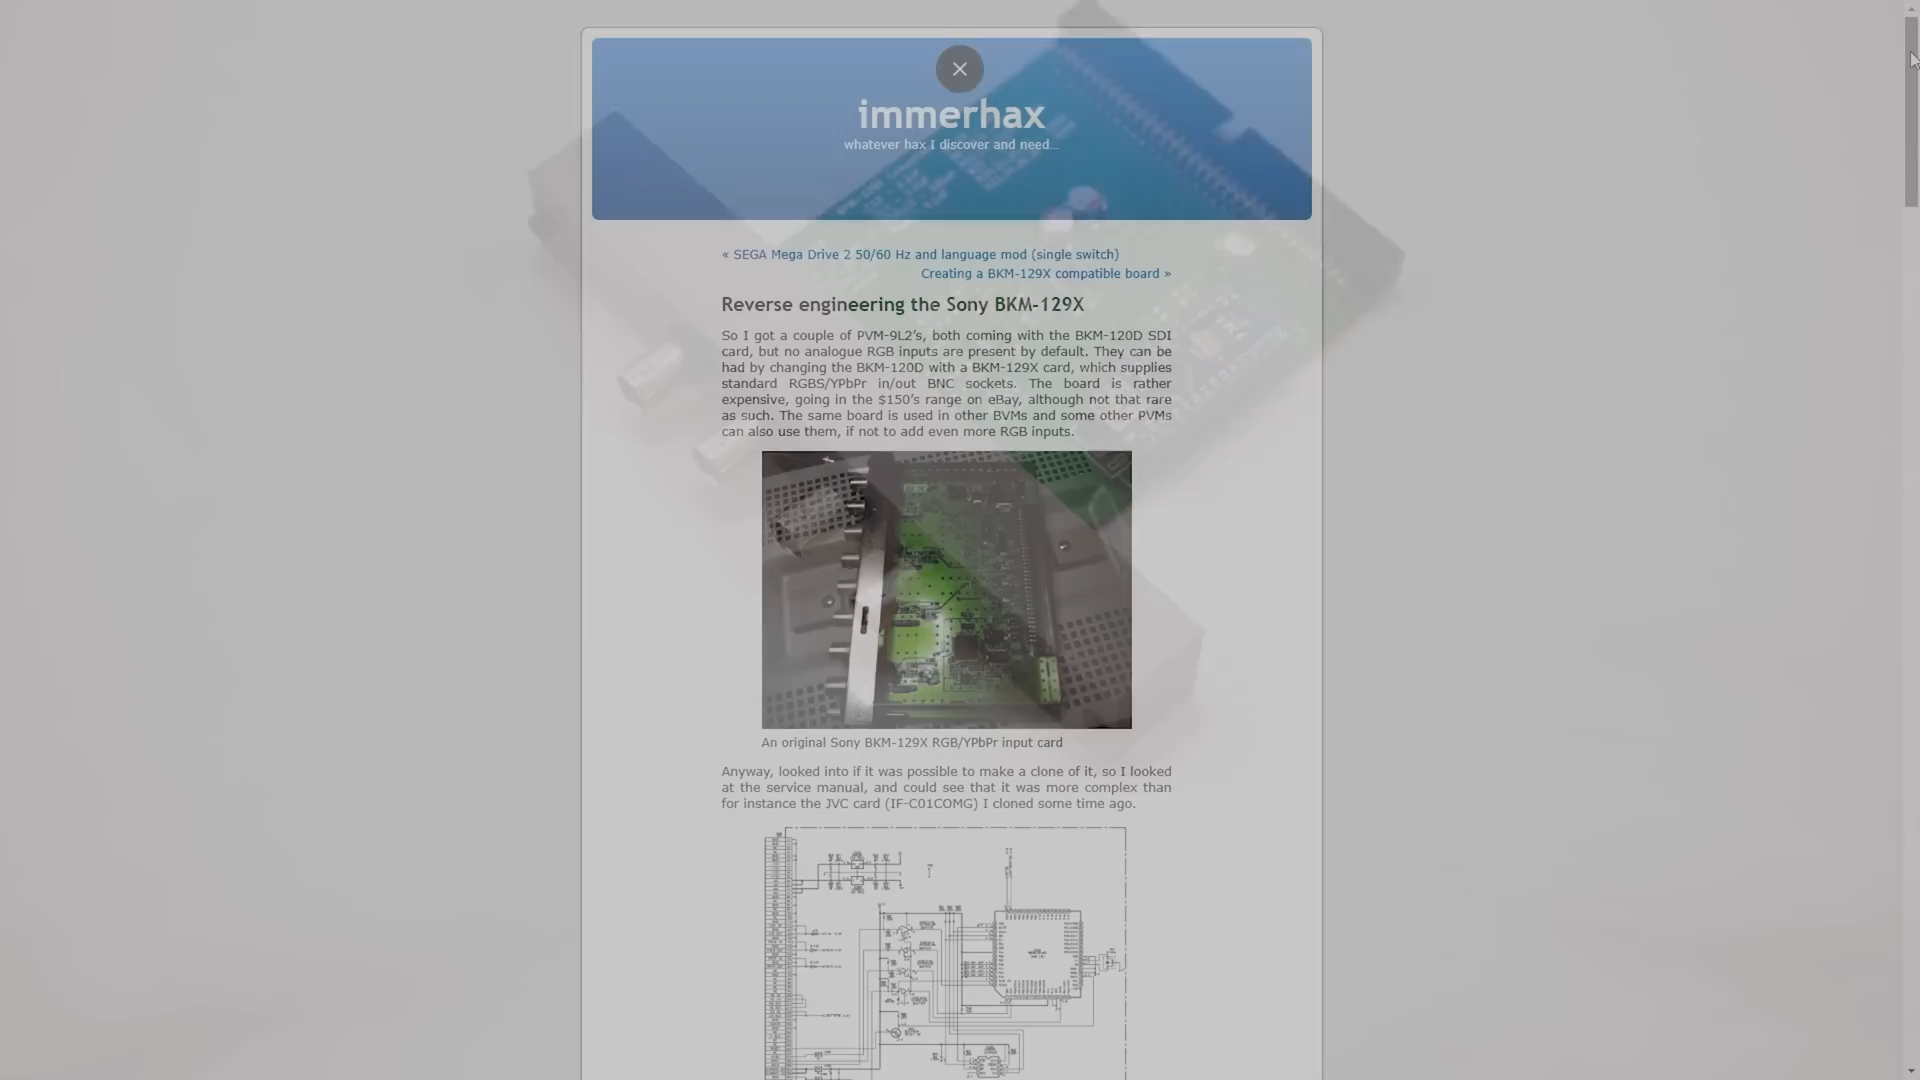 immerhax
whatever hax I discover and need...
« SEGA Mega Drive 2 50/60 Hz and language mod (single switch)
Creating a BKM-129X compatible board »
Reverse engineering the Sony BKM-129X
So I got a couple of PVM-9L2’s, both coming with the BKM-120D SDI
card, but no analogue RGB inputs are present by default. They can be
had by changing the BKM-120D with a BKM-129X card, which supplies
standard RGBS/YPbPr in/out BNC sockets. The board is rather
expensive, going in the $150’s range on eBay, although not that rare
as such. The same board is used in other BVMs and some other PVMs
can also use them, if not to add even more RGB inputs.
An original Sony BKM-129X RGB/YPbPr input card
Anyway, looked into if it was possible to make a clone of it, so I looked
at the service manual, and could see that it was more complex than
for instance the JVC card (IF-C01COMG) I cloned some time ago.